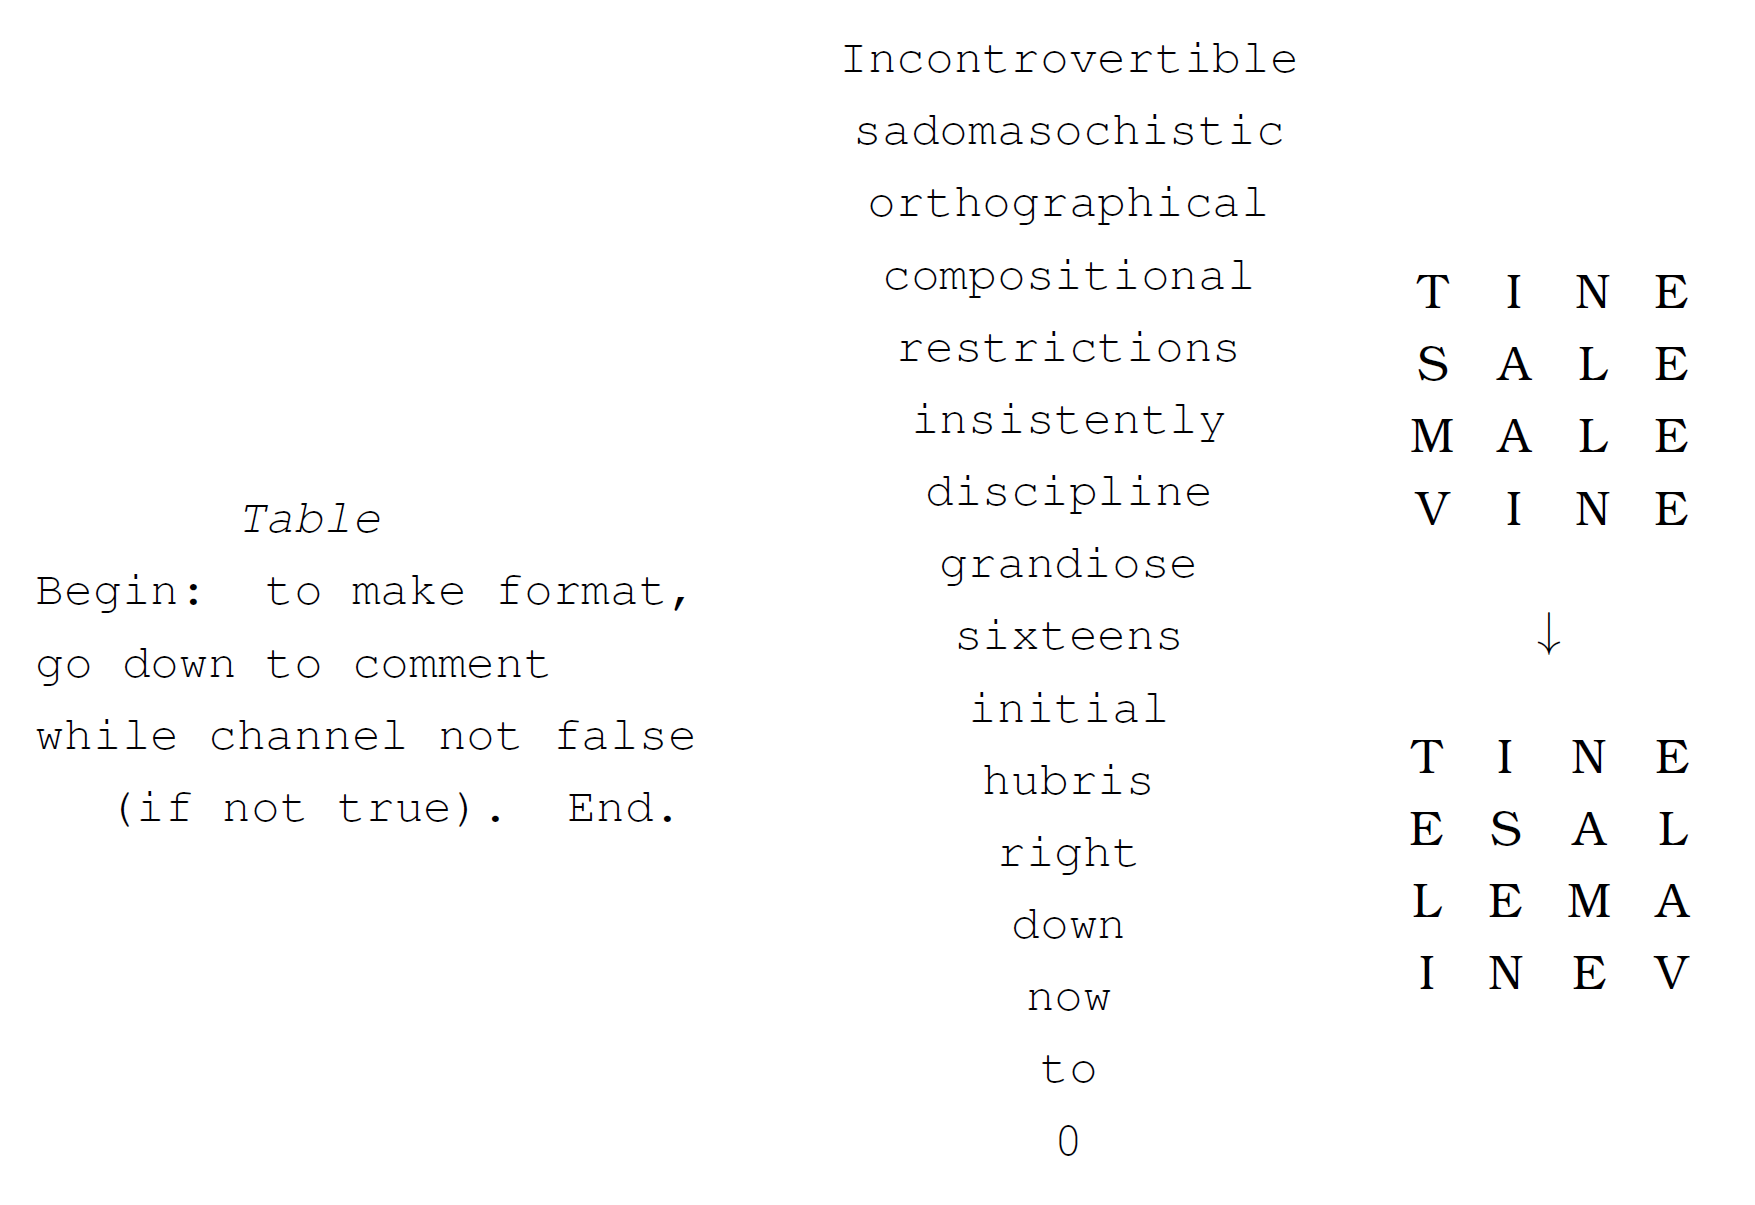 Table
Begin: to make format,
go down to comment
while channel not false
(if not true). End.
Incontrovertible
sadomasochistic
orthographical
compositional
restrictions
insistently
discipline
grandiose
sixteens
initial
hubris
right
down
now
to
0
T I N E
S A L E
M A L E
V I N E
↓
T I N E
E S A L
L E M A
I N E V